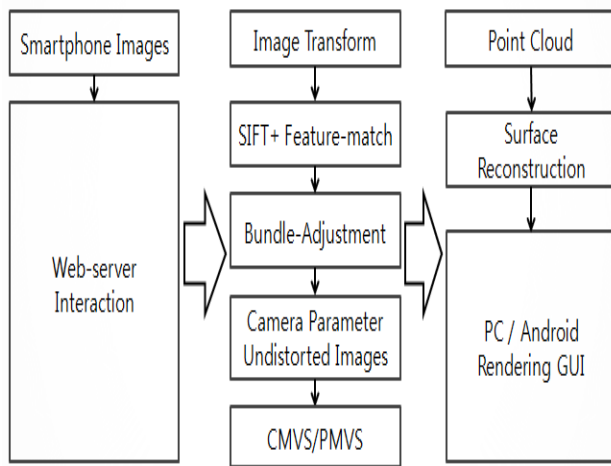 Smartphone Images
Web-server
Interaction
Image Transform
SIFT+ Feature-match
Bundle-Adjustment
Camera Parameter
Undistorted Images
CMVS/PMVS
Point Cloud
Surface
Reconstruction
PC / Android
Rendering GUI